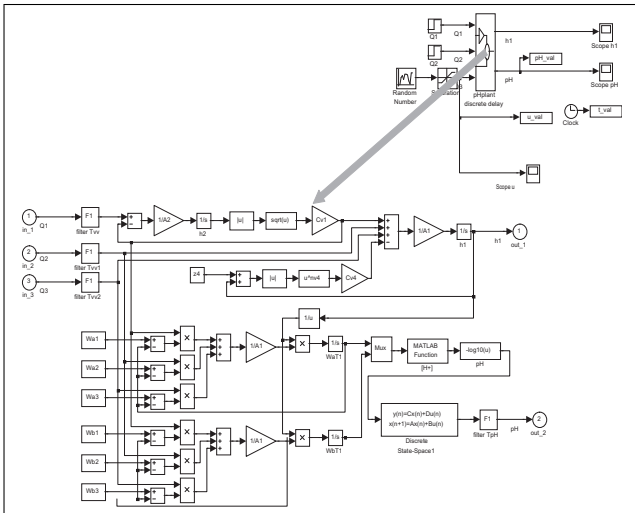 Q1
Q1
h1
Scope h1
Q2
Q2
pH_val
pH
Scope pH
Random
Number
Q3
pHplant
discrete delay
u_val
Clock
t_val
Scope u
1
in_1
Q1
F1
filter Tvv
1/A2
1/s
h2
|u|
sqrt(u)
Cv1
1/A1
1/s
h1
h1
1
out_1
2
in_2
Q2
F1
filter Tvv1
3
in_3
Q3
F1
filter Tvv2
z4
|u|
u^nv4
Cv4
1/u
Wa1
Wa2
Wa3
1/A1
1/s
WaT1
Mux
MATLAB
Function
[H+]
-log10(u)
pH
Wb1
Wb2
Wb3
1/A1
1/s
WbT1
y(n)=Cx(n)+Du(n)
x(n+1)=Ax(n)+Bu(n)
Discrete
State-Space1
F1
filter TpH
pH
2
out_2